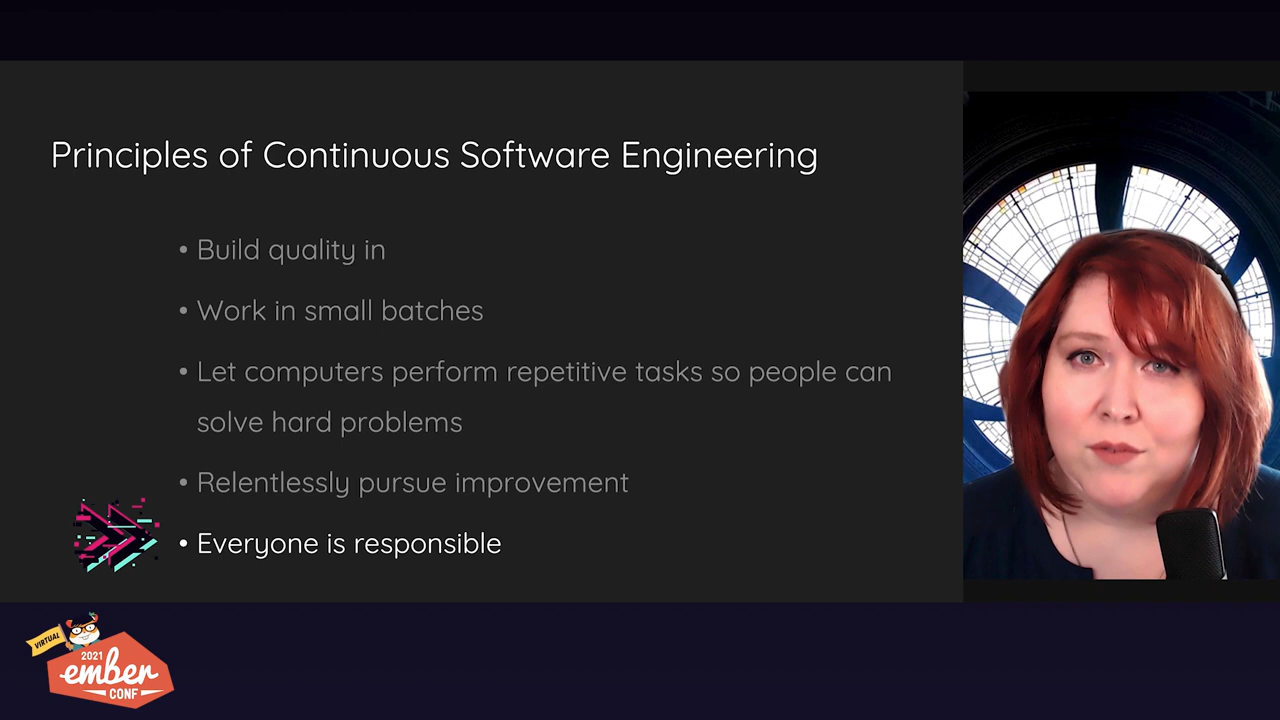 Principles of Continuous Software Engineering
• Build quality in
• Work in small batches
• Let computers perform repetitive tasks so people can
solve hard problems
• Relentlessly pursue improvement
• Everyone is responsible
VIRTUAL
2021
ember
CONF